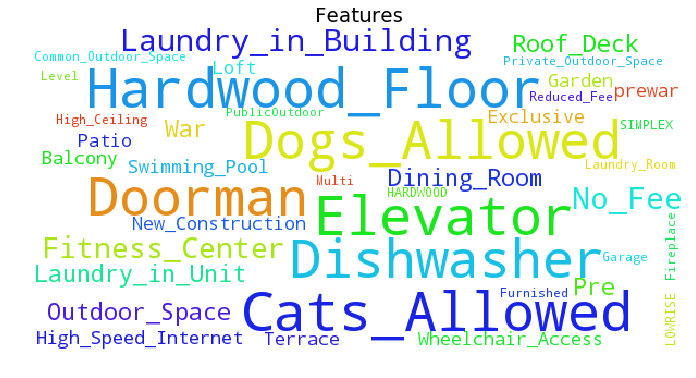 Features
Laundry_in_Building
Roof_Deck
Common_Outdoor_Space
Private_Outdoor_Space
Loft
Level
Hardwood_Floor
Garden
prewar
Reduced_Fee
PublicOutdoor
High_Ceiling
Exclusive
War
Dogs_Allowed
SIMPLEX
Patio
Balcony
Swimming_Pool
Laundry_Room
Dining_Room
Multi
HARDWOOD
Doorman
No_Fee
New_Construction
Elevator
Fireplace
Fitness_Center
Dishwasher
Garage
Laundry_in_Unit
Pre
Furnished
Cats_Allowed
LOWRISE
Outdoor_Space
High_Speed_Internet
Terrace
Wheelchair_Access